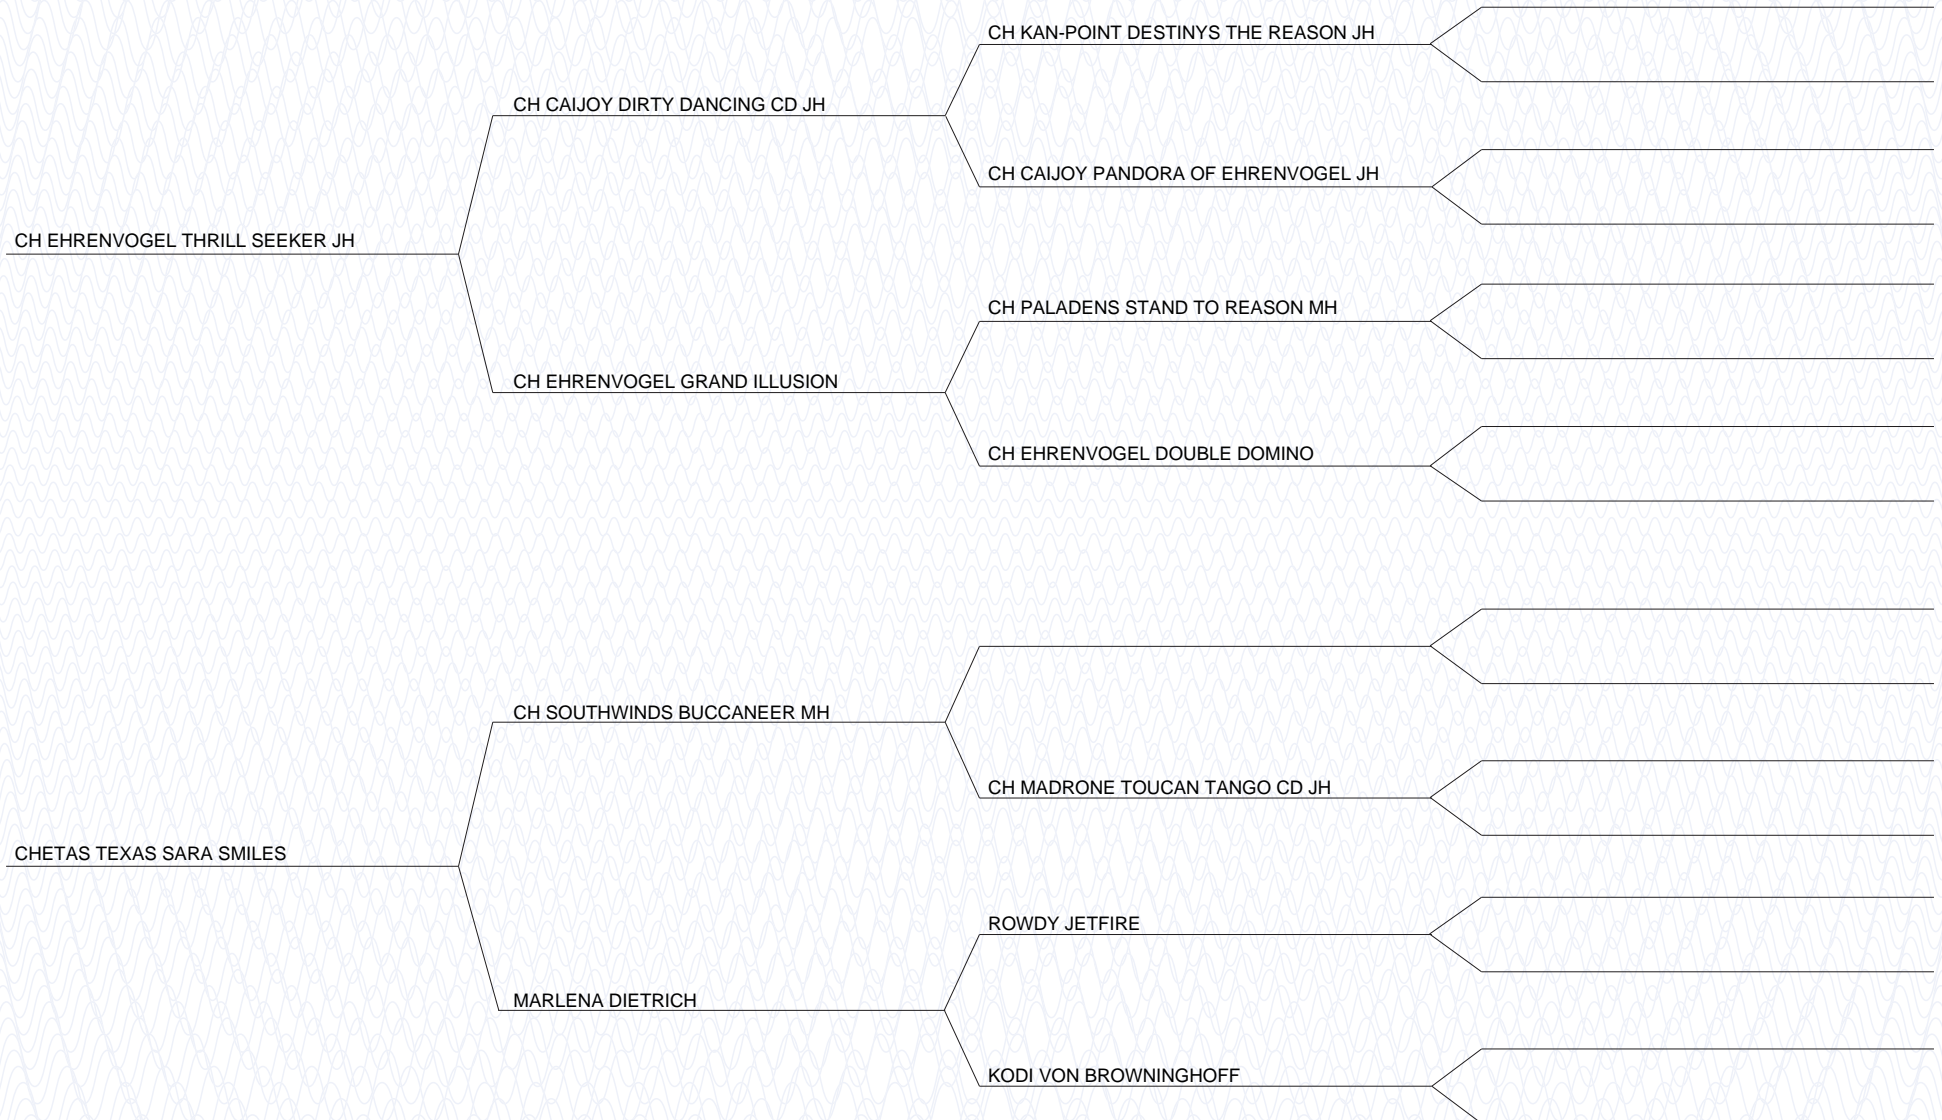 CH KAN-POINT DESTINYS THE REASON JH
CH CAIJOY DIRTY DANCING CD JH
CH CAIJOY PANDORA OF EHRENVOGEL JH
CH EHRENVOGEL THRILL SEEKER JH
CH PALADENS STAND TO REASON MH
CH EHRENVOGEL GRAND ILLUSION
CH EHRENVOGEL DOUBLE DOMINO
CH SOUTHWINDS BUCCANEER MH
CH MADRONE TOUCAN TANGO CD JH
CHETAS TEXAS SARA SMILES
ROWDY JETFIRE
MARLENA DIETRICH
KODI VON BROWNINGHOFF